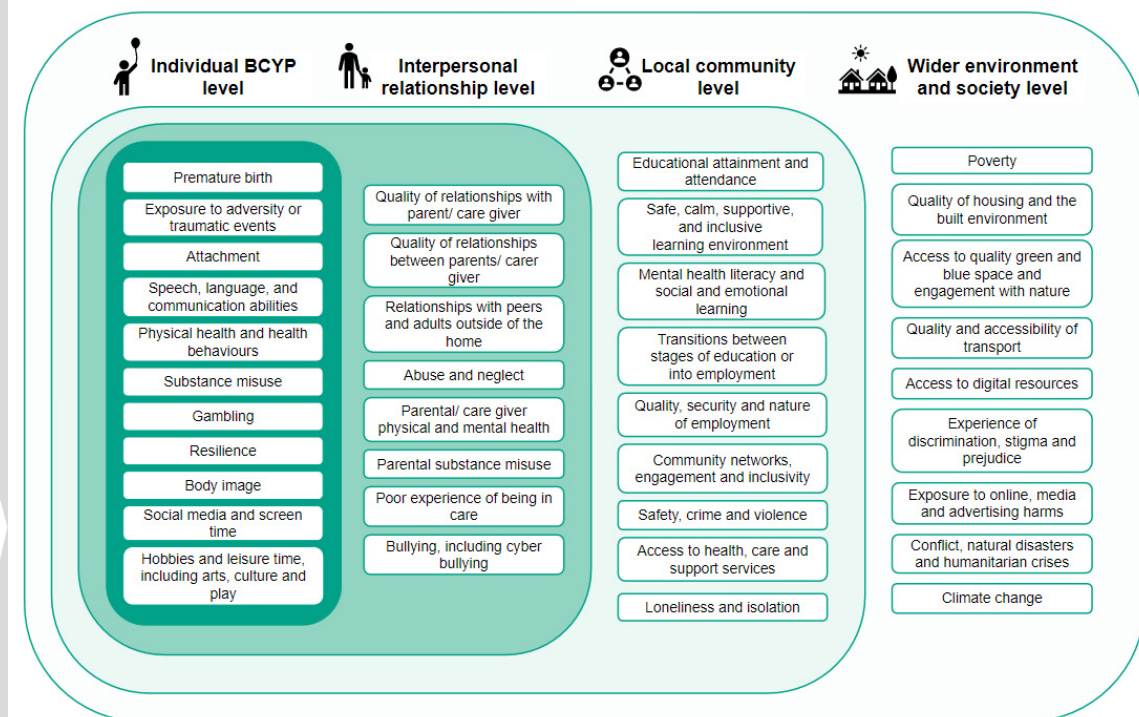 Individual BCYP
level
Interpersonal
relationship level
Local community
level
Wider environment
and society level
Premature birth
Exposure to adversity or
traumatic events
Attachment
Speech, language, and
communication abilities
Physical health and health
behaviours
Substance misuse
Gambling
Resilience
Body image
Social media and screen
time
Hobbies and leisure time,
including arts, culture and
play
Quality of relationships with
parent/ care giver
Quality of relationships
between parents/ carer
giver
Relationships with peers
and adults outside of the
home
Abuse and neglect
Parental/ care giver
physical and mental health
Parental substance misuse
Poor experience of being in
care
Bullying, including cyber
bullying
Educational attainment and
attendance
Safe, calm, supportive,
and inclusive
learning environment
Mental health literacy and
social and emotional
learning
Transitions between
stages of education or
into employment
Quality, security and nature
of employment
Community networks,
engagement and inclusivity
Safety, crime and violence
Access to health, care and
support services
Loneliness and isolation
Poverty
Quality of housing and the
built environment
Access to quality green and
blue space and
engagement with nature
Quality and accessibility of
transport
Access to digital resources
Experience of
discrimination, stigma and
prejudice
Exposure to online, media
and advertising harms
Conflict, natural disasters
and humanitarian crises
Climate change